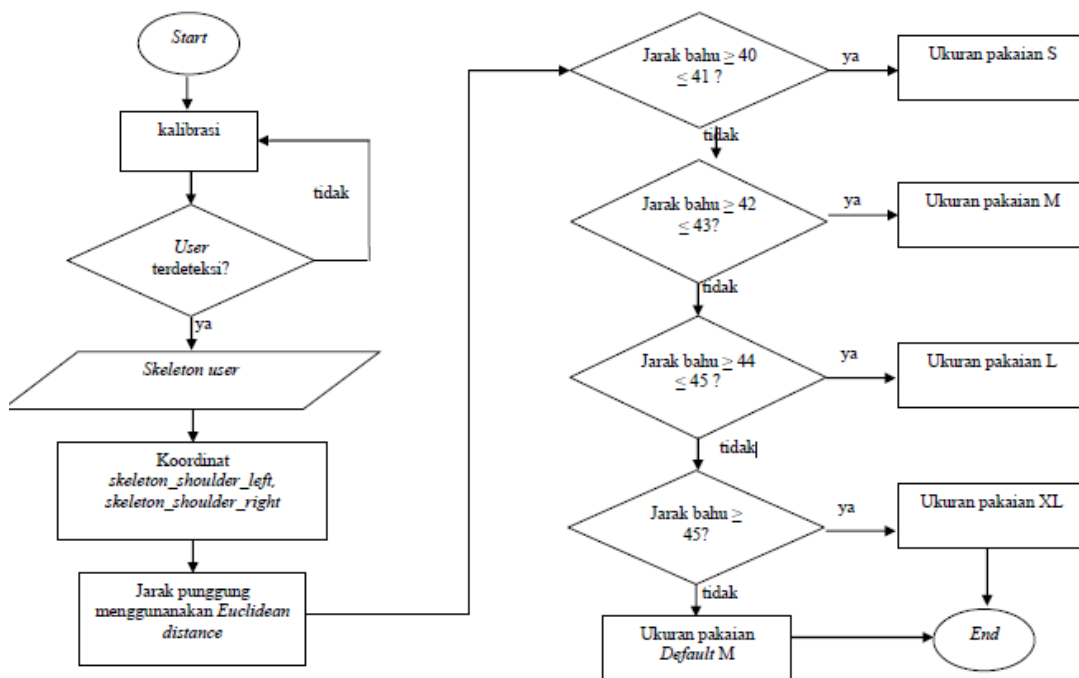 Start
kalibrasi
tidak
User
terdeteksi?
ya
Skeleton user
Koordinat
skeleton_shoulder_left,
skeleton_shoulder_right
Jarak punggung
menggunanakan Euclidean
distance
Jarak bahu ≥ 40
≤ 41 ?
ya
Ukuran pakaian S
tidak
Jarak bahu ≥ 42
≤ 43?
ya
Ukuran pakaian M
tidak
Jarak bahu ≥ 44
≤ 45 ?
ya
Ukuran pakaian L
tidak
Jarak bahu ≥
45?
ya
Ukuran pakaian XL
tidak
Ukuran pakaian
Default M
End